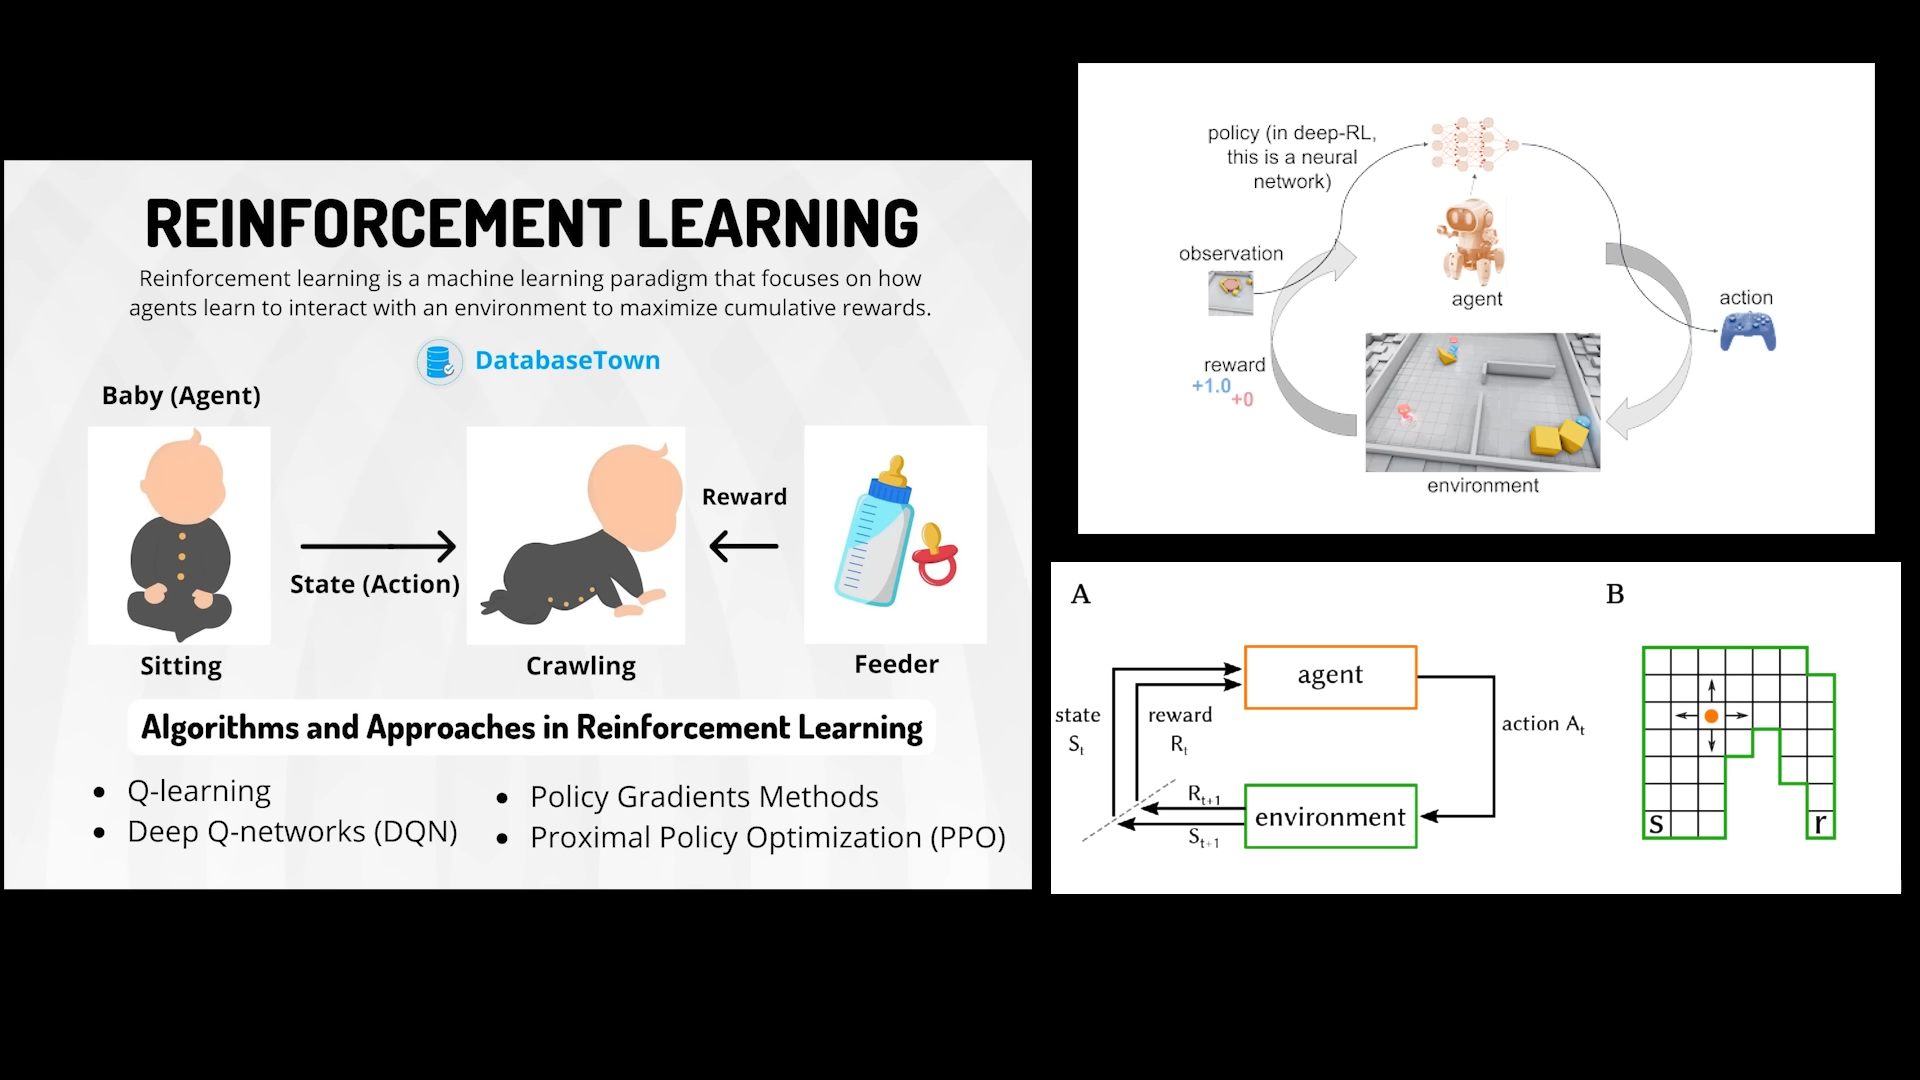 REINFORCEMENT LEARNING
Reinforcement learning is a machine learning paradigm that focuses on how
agents learn to interact with an environment to maximize cumulative rewards.
DatabaseTown
Baby (Agent)
Reward
State (Action)
Sitting
Crawling
Feeder
Algorithms and Approaches in Reinforcement Learning
Q-learning
Deep Q-networks (DQN)
Policy Gradients Methods
Proximal Policy Optimization (PPO)
policy (in deep-RL,
this is a neural
network)
observation
agent
action
reward
+1.0
+0
environment
A
B
agent
state
St
reward
Rt
action At
Rt+1
environment
St+1
s
r